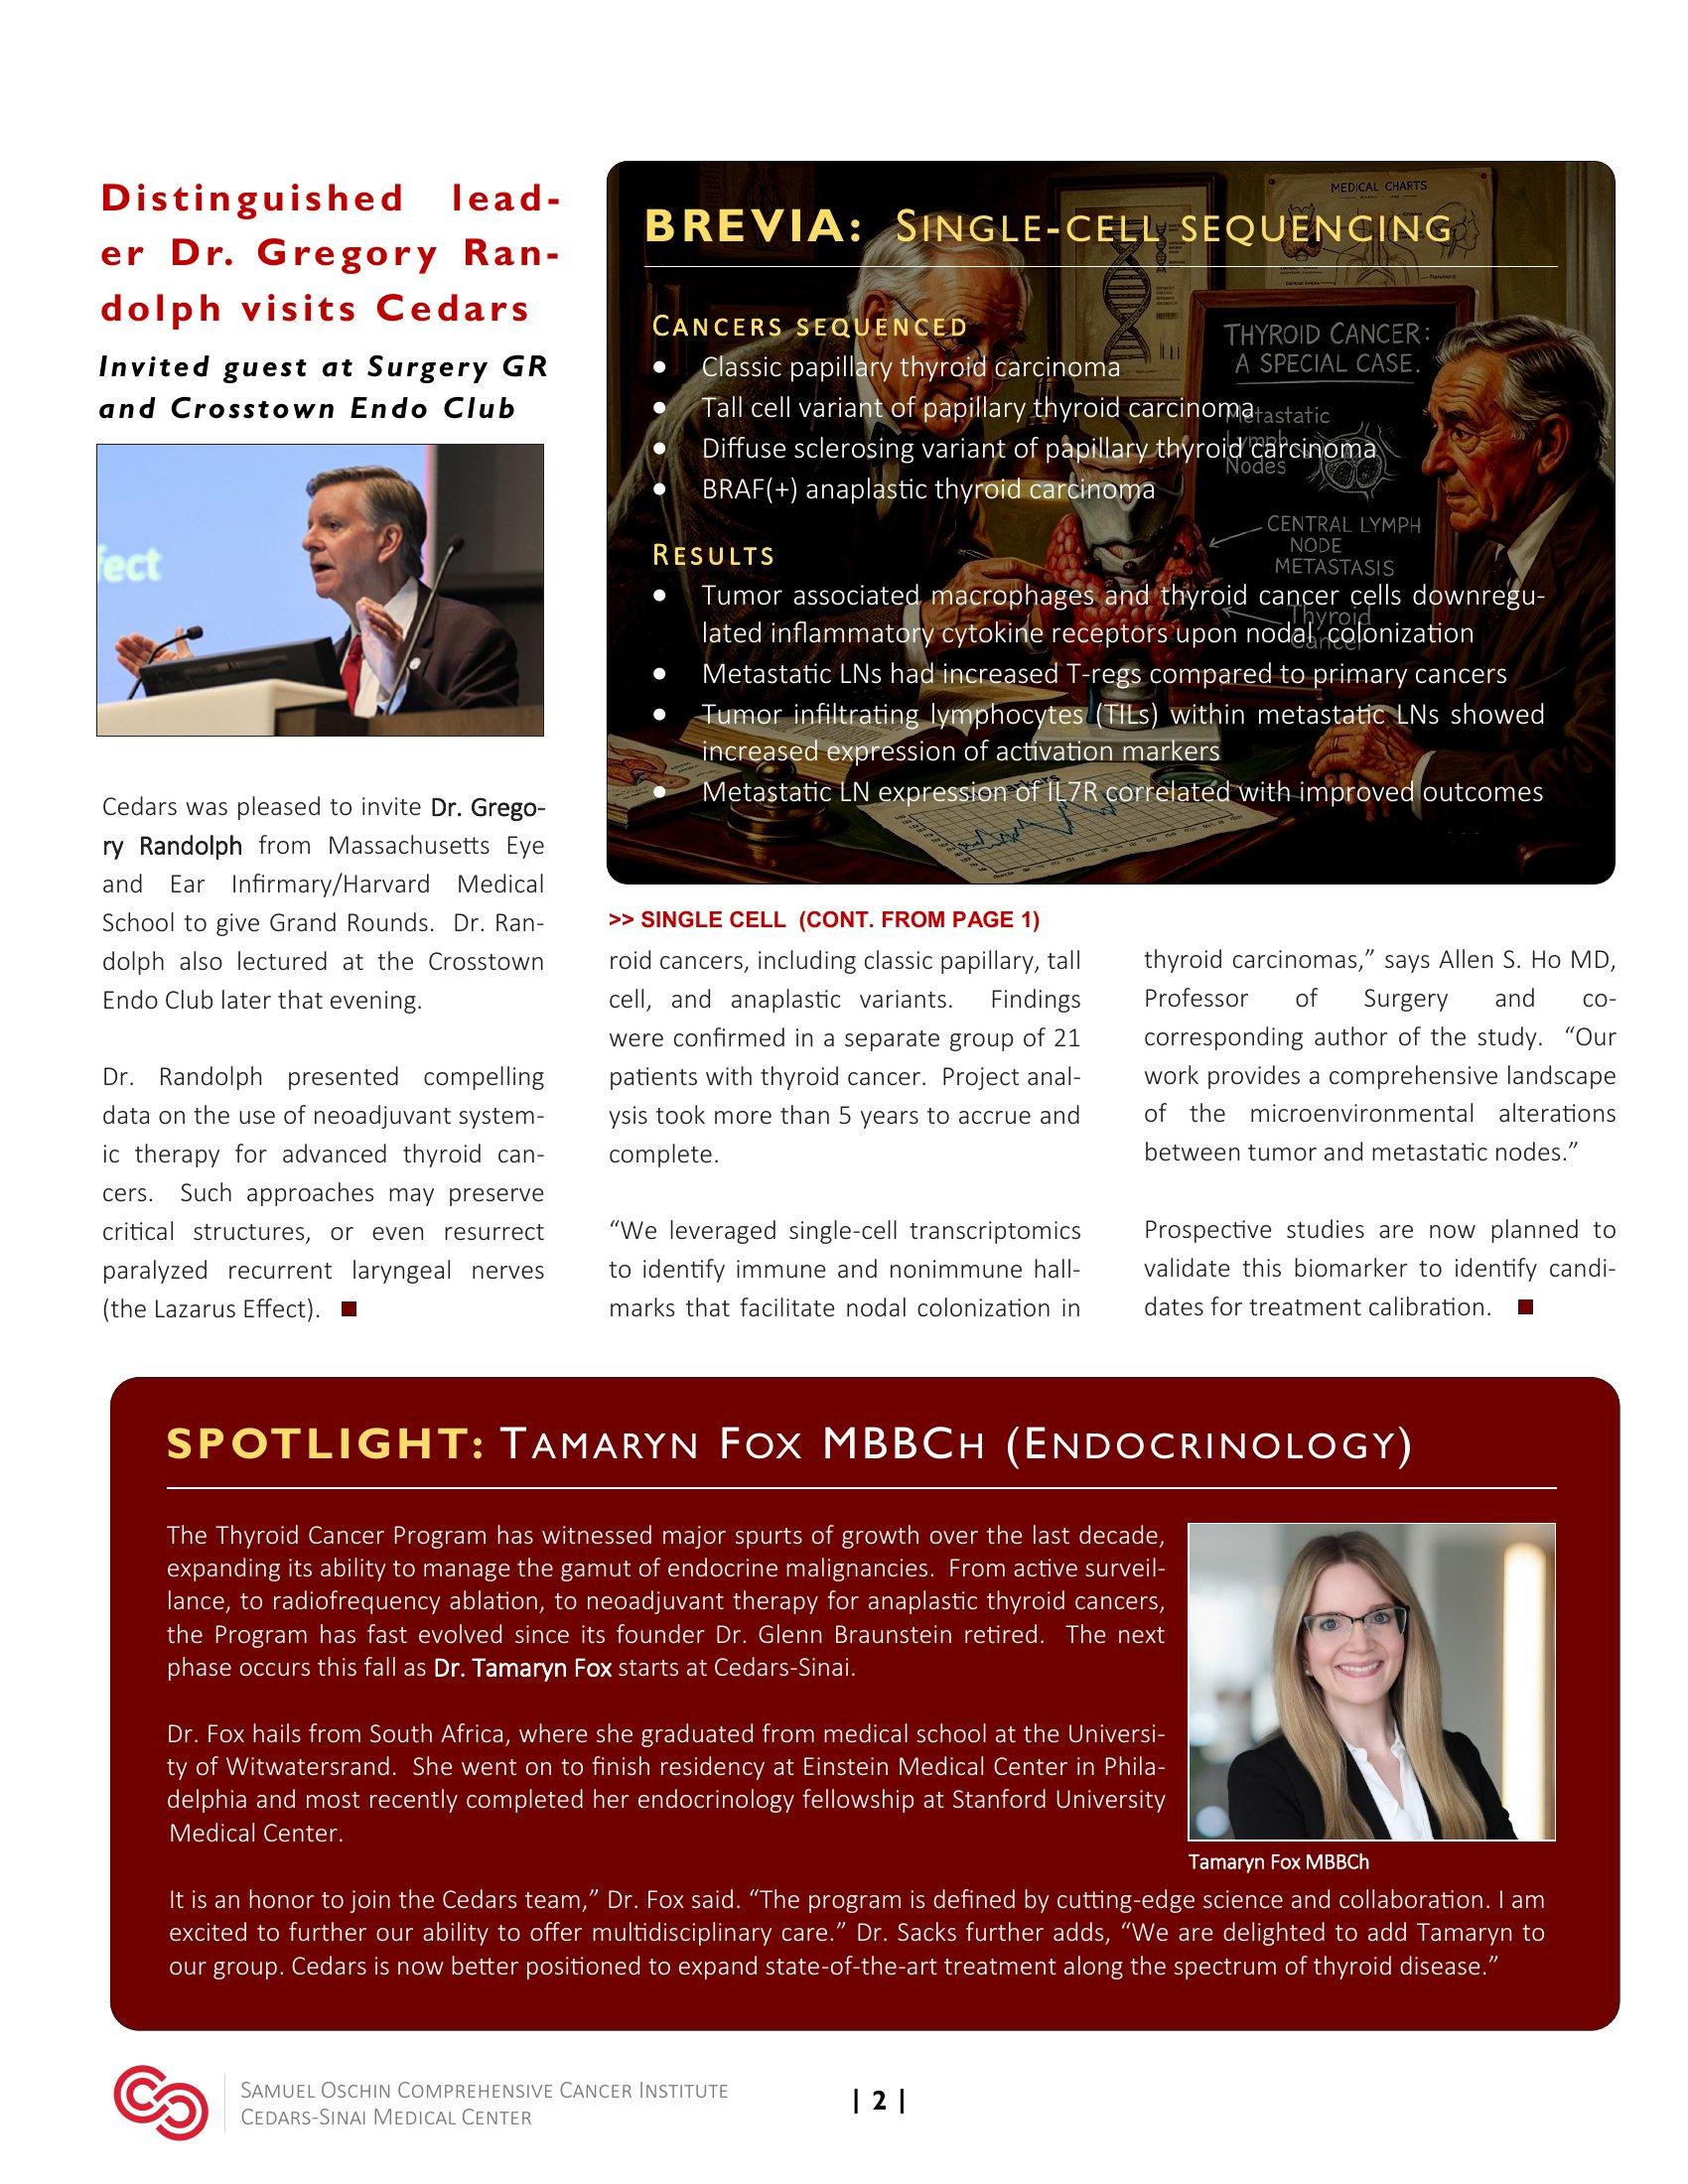 Distinguished lead-
er Dr. Gregory Ran-
dolph visits Cedars
Invited guest at Surgery GR
and Crosstown Endo Club
fect
Cedars was pleased to invite Dr. Grego-
ry Randolph from Massachusetts Eye
and Ear Infirmary/Harvard Medical
School to give Grand Rounds. Dr. Ran-
dolph also lectured at the Crosstown
Endo Club later that evening.
Dr. Randolph presented compelling
data on the use of neoadjuvant system-
ic therapy for advanced thyroid can-
cers. Such approaches may preserve
critical structures, or even resurrect
paralyzed recurrent laryngeal nerves
(the Lazarus Effect).
BREVIA: SINGLE-CELL SEQUENCING
MEDICAL CHARTS
THYROID CANCER:
A SPECIAL CASE.
Metastatic
Lymph
Nodes
CENTRAL LYMPH
NODE
METASTASIS
Thyroid
Cancer
CANCERS SEQUENCED
• Classic papillary thyroid carcinoma
• Tall cell variant of papillary thyroid carcinoma
• Diffuse sclerosing variant of papillary thyroid carcinoma
• BRAF(+) anaplastic thyroid carcinoma
RESULTS
• Tumor associated macrophages and thyroid cancer cells downregu-
lated inflammatory cytokine receptors upon nodal colonization
• Metastatic LNs had increased T-regs compared to primary cancers
• Tumor infiltrating lymphocytes (TILs) within metastatic LNs showed
increased expression of activation markers
• Metastatic LN expression of IL7R correlated with improved outcomes
>> SINGLE CELL (CONT. FROM PAGE 1)
roid cancers, including classic papillary, tall
cell, and anaplastic variants. Findings
were confirmed in a separate group of 21
patients with thyroid cancer. Project anal-
ysis took more than 5 years to accrue and
complete.
“We leveraged single-cell transcriptomics
to identify immune and nonimmune hall-
marks that facilitate nodal colonization in
thyroid carcinomas,” says Allen S. Ho MD,
Professor of Surgery and co-
corresponding author of the study. “Our
work provides a comprehensive landscape
of the microenvironmental alterations
between tumor and metastatic nodes.”
Prospective studies are now planned to
validate this biomarker to identify candi-
dates for treatment calibration.
SPOTLIGHT: TAMARYN FOX MBBCH (ENDOCRINOLOGY)
The Thyroid Cancer Program has witnessed major spurts of growth over the last decade,
expanding its ability to manage the gamut of endocrine malignancies. From active surveil-
lance, to radiofrequency ablation, to neoadjuvant therapy for anaplastic thyroid cancers,
the Program has fast evolved since its founder Dr. Glenn Braunstein retired. The next
phase occurs this fall as Dr. Tamaryn Fox starts at Cedars-Sinai.
Dr. Fox hails from South Africa, where she graduated from medical school at the Universi-
ty of Witwatersrand. She went on to finish residency at Einstein Medical Center in Phila-
delphia and most recently completed her endocrinology fellowship at Stanford University
Medical Center.
Tamaryn Fox MBBCh
It is an honor to join the Cedars team,” Dr. Fox said. “The program is defined by cutting-edge science and collaboration. I am
excited to further our ability to offer multidisciplinary care.” Dr. Sacks further adds, “We are delighted to add Tamaryn to
our group. Cedars is now better positioned to expand state-of-the-art treatment along the spectrum of thyroid disease.”
SAMUEL OSCHIN COMPREHENSIVE CANCER INSTITUTE
CEDARS-SINAI MEDICAL CENTER
| 2 |